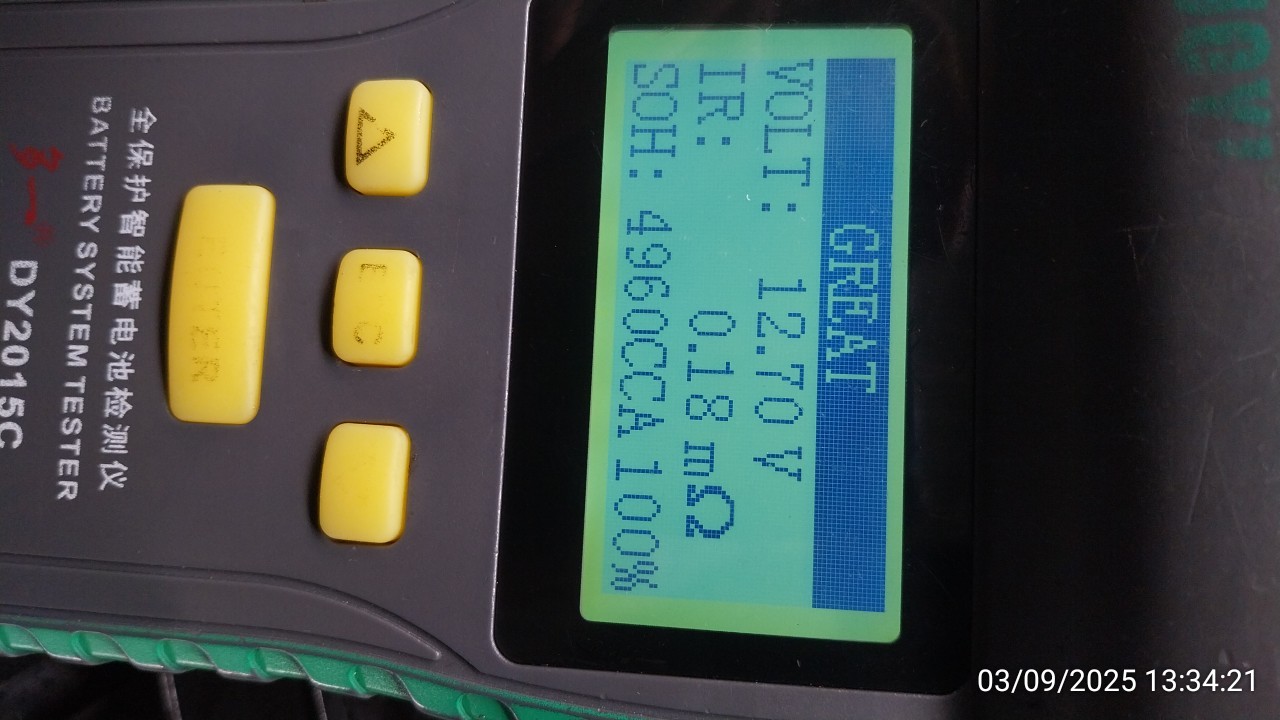 GREAT
VOLT: 12.70 V
IR: 0.18 mΩ
SOH: 4960CCA 100%
E C
ENTER
全保护智能蓄电池检测仪
BATTERY SYSTEM TESTER
DY2015C
03/09/2025 13:34:21